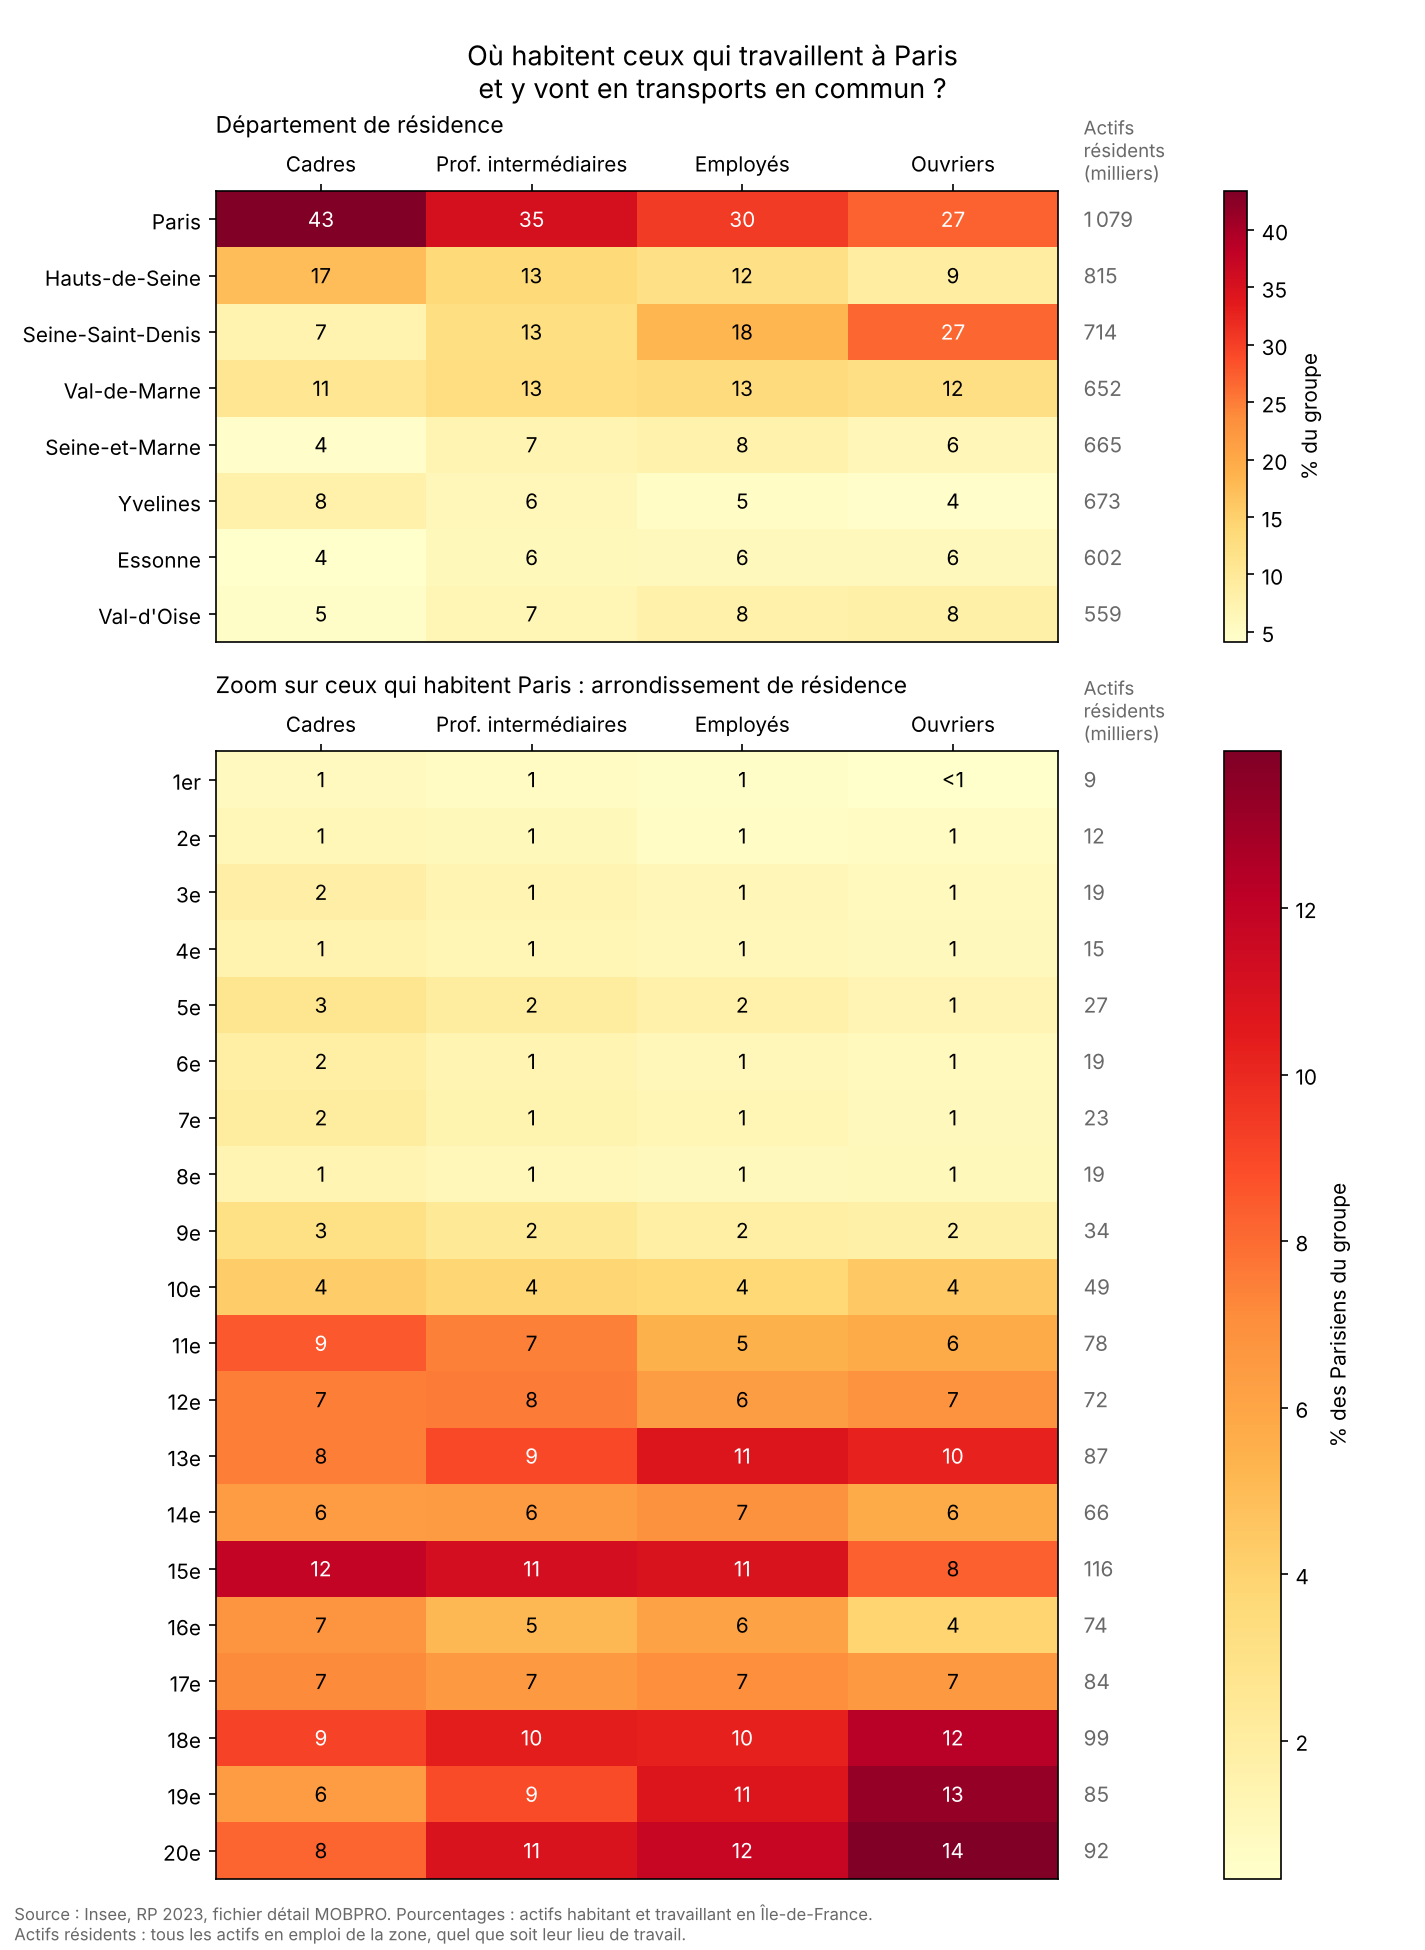 Où habitent ceux qui travaillent à Paris
et y vont en transports en commun ?
Département de résidence
Actifs
résidents
(milliers)
Cadres Prof. intermédiaires Employés Ouvriers
Paris 43 35 30 27 1 079
Hauts-de-Seine 17 13 12 9 815
Seine-Saint-Denis 7 13 18 27 714
Val-de-Marne 11 13 13 12 652
Seine-et-Marne 4 7 8 6 665
Yvelines 8 6 5 4 673
Essonne 4 6 6 6 602
Val-d'Oise 5 7 8 8 559
40
35
30
25
20
15
10
5
% du groupe
Zoom sur ceux qui habitent Paris : arrondissement de résidence
Actifs
résidents
(milliers)
Cadres Prof. intermédiaires Employés Ouvriers
1er 1 1 1 <1 9
2e 1 1 1 1 12
3e 2 1 1 1 19
4e 1 1 1 1 15
5e 3 2 2 1 27
6e 2 1 1 1 19
7e 2 1 1 1 23
8e 1 1 1 1 19
9e 3 2 2 2 34
10e 4 4 4 4 49
11e 9 7 5 6 78
12e 7 8 6 7 72
13e 8 9 11 10 87
14e 6 6 7 6 66
15e 12 11 11 8 116
16e 7 5 6 4 74
17e 7 7 7 7 84
18e 9 10 10 12 99
19e 6 9 11 13 85
20e 8 11 12 14 92
12
10
8
6
4
2
% des Parisiens du groupe
Source : Insee, RP 2023, fichier détail MOBPRO. Pourcentages : actifs habitant et travaillant en Île-de-France.
Actifs résidents : tous les actifs en emploi de la zone, quel que soit leur lieu de travail.